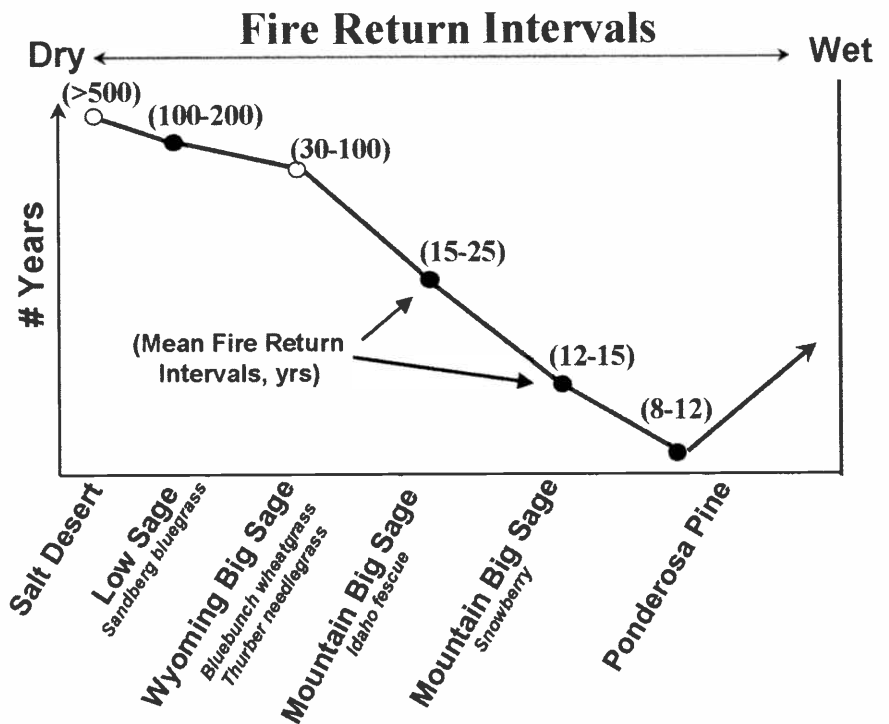 Fire Return Intervals
Dry
Wet
(>500)
(100-200)
(30-100)
(15-25)
(12-15)
(8-12)
# Years
(Mean Fire Return
Intervals, yrs)
Salt Desert
Low Sage
Sandberg bluegrass
Wyoming Big Sage
Bluebunch wheatgrass
Thurber needlegrass
Mountain Big Sage
Idaho fescue
Mountain Big Sage
Snowberry
Ponderosa Pine